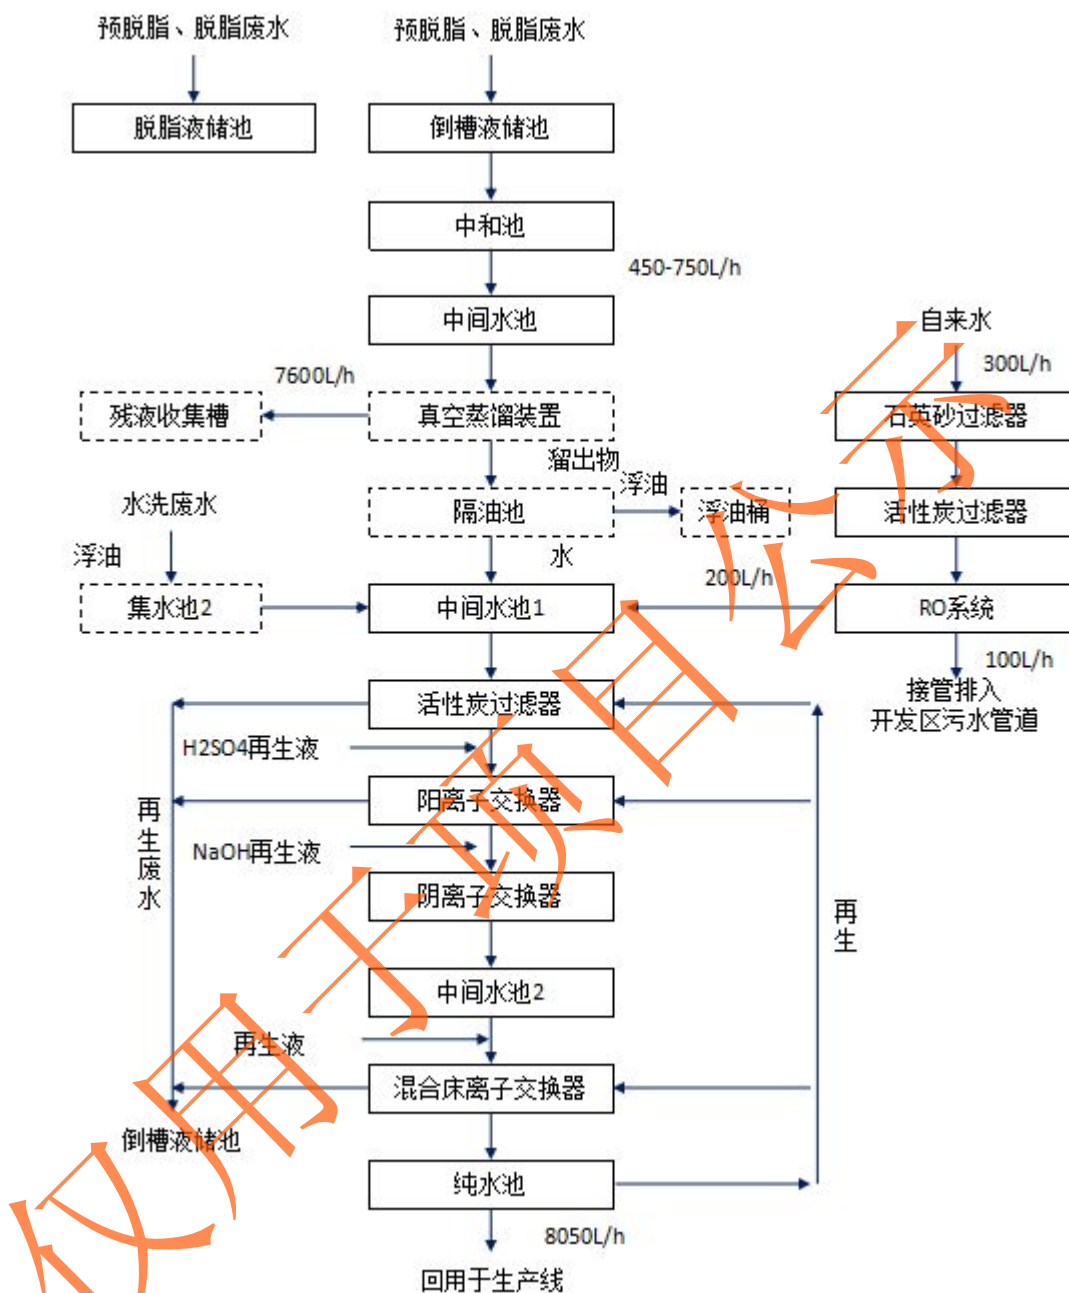 预脱脂、脱脂废水
预脱脂、脱脂废水
脱脂液储池
倒槽液储池
中和池
450-750L/h
中间水池
自来水
7600L/h
300L/h
残液收集槽
真空蒸馏装置
石英砂过滤器
溜出物
浮油
水洗废水
隔油池
浮油桶
活性炭过滤器
浮油
水
200L/h
集水池2
中间水池1
RO系统
100L/h
接管排入
开发区污水管道
活性炭过滤器
H2SO4再生液
阳离子交换器
再生废水
NaOH再生液
阴离子交换器
再生
中间水池2
再生液
混合床离子交换器
倒槽液储池
纯水池
8050L/h
回用于生产线
仅用于项目公示